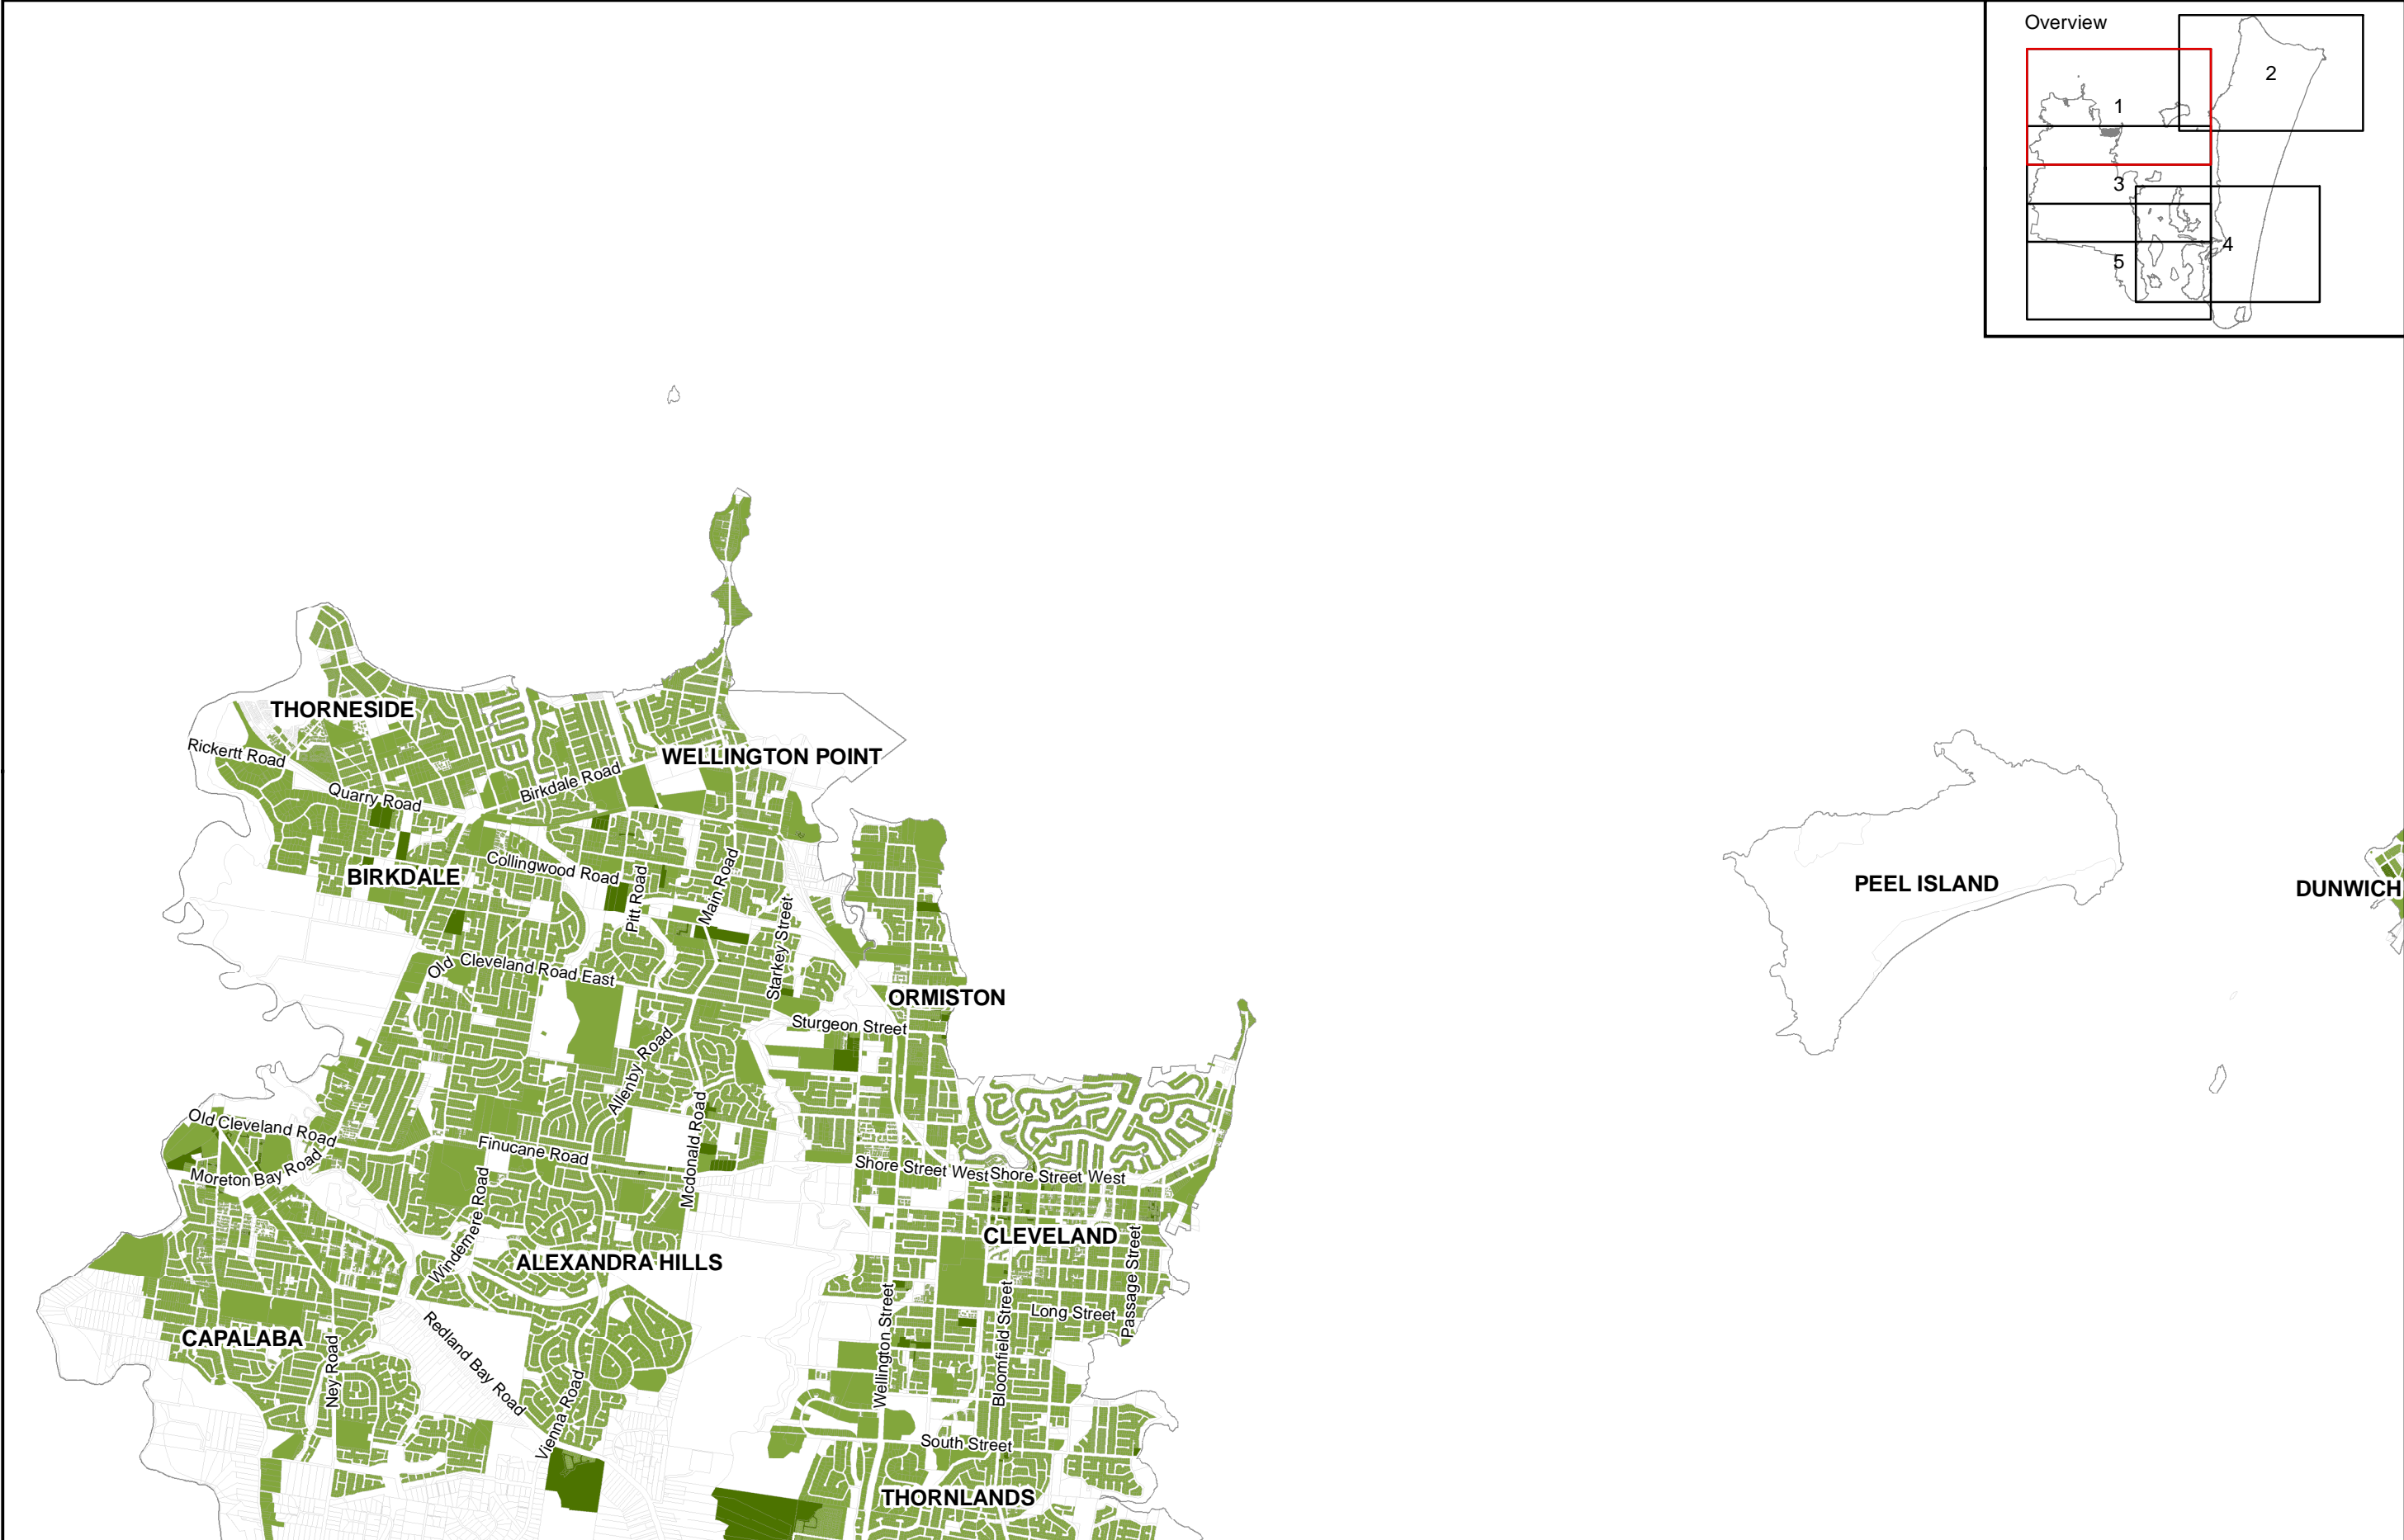 Overview
2
1
3
4
5
THORNESIDE
Rickertt Road
WELLINGTON POINT
Birkdale Road
Quarry Road
Collingwood Road
BIRKDALE
Pitt Road
Main Road
PEEL ISLAND
DUNWICH
Starkey Street
Old Cleveland Road East
ORMISTON
Sturgeon Street
Allenby Road
Old Cleveland Road
Finucane Road
Mcdonald Road
Moreton Bay Road
Shore Street West
Shore Street West
Windemere Road
CLEVELAND
Passage Street
ALEXANDRA HILLS
Long Street
Wellington Street
Bloomfield Street
CAPALABA
Ney Road
Redland Bay Road
Vienna Road
South Street
THORNLANDS